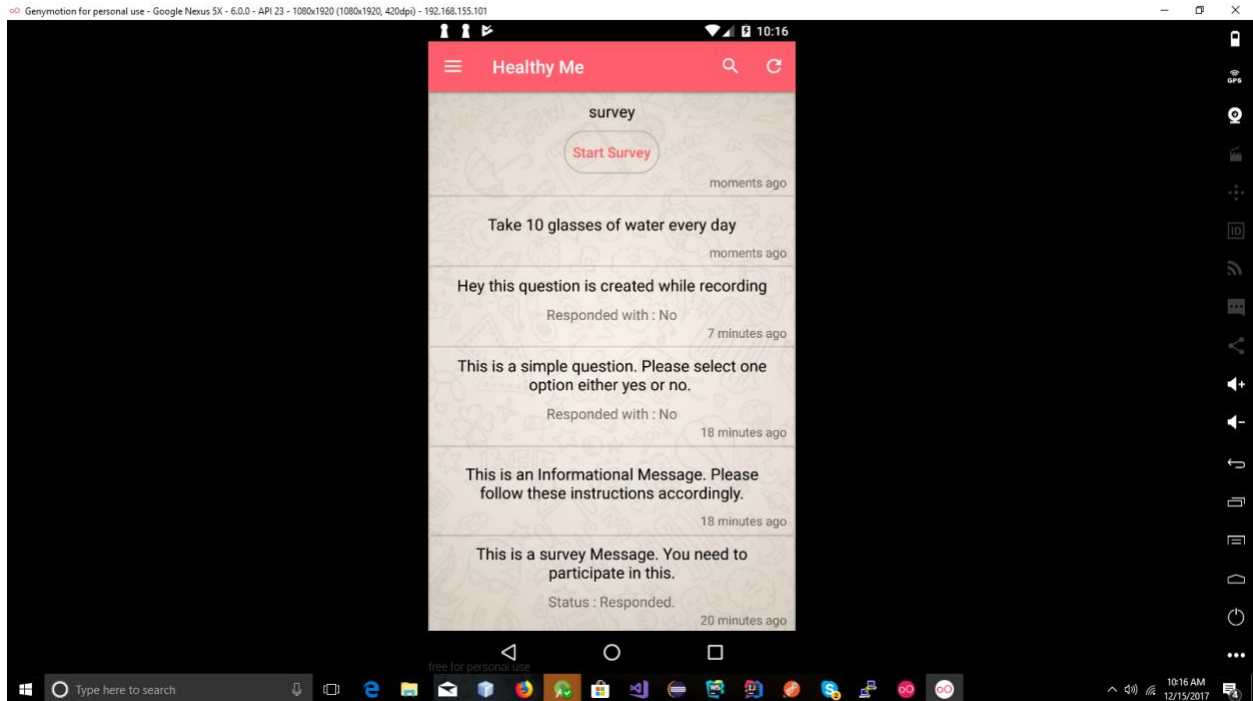 Genymotion for personal use - Google Nexus 5X - 6.0.0 - API 23 - 1080x1920 (1080x1920, 420dpi) - 192.168.155.101
10:16
Healthy Me
survey
Start Survey
moments ago
Take 10 glasses of water every day
moments ago
Hey this question is created while recording
Responded with : No
7 minutes ago
This is a simple question. Please select one
option either yes or no.
Responded with : No
18 minutes ago
This is an Informational Message. Please
follow these instructions accordingly.
18 minutes ago
This is a survey Message. You need to
participate in this.
Status : Responded.
20 minutes ago
free for personal use
GPS
ID
Type here to search
10:16 AM
12/15/2017